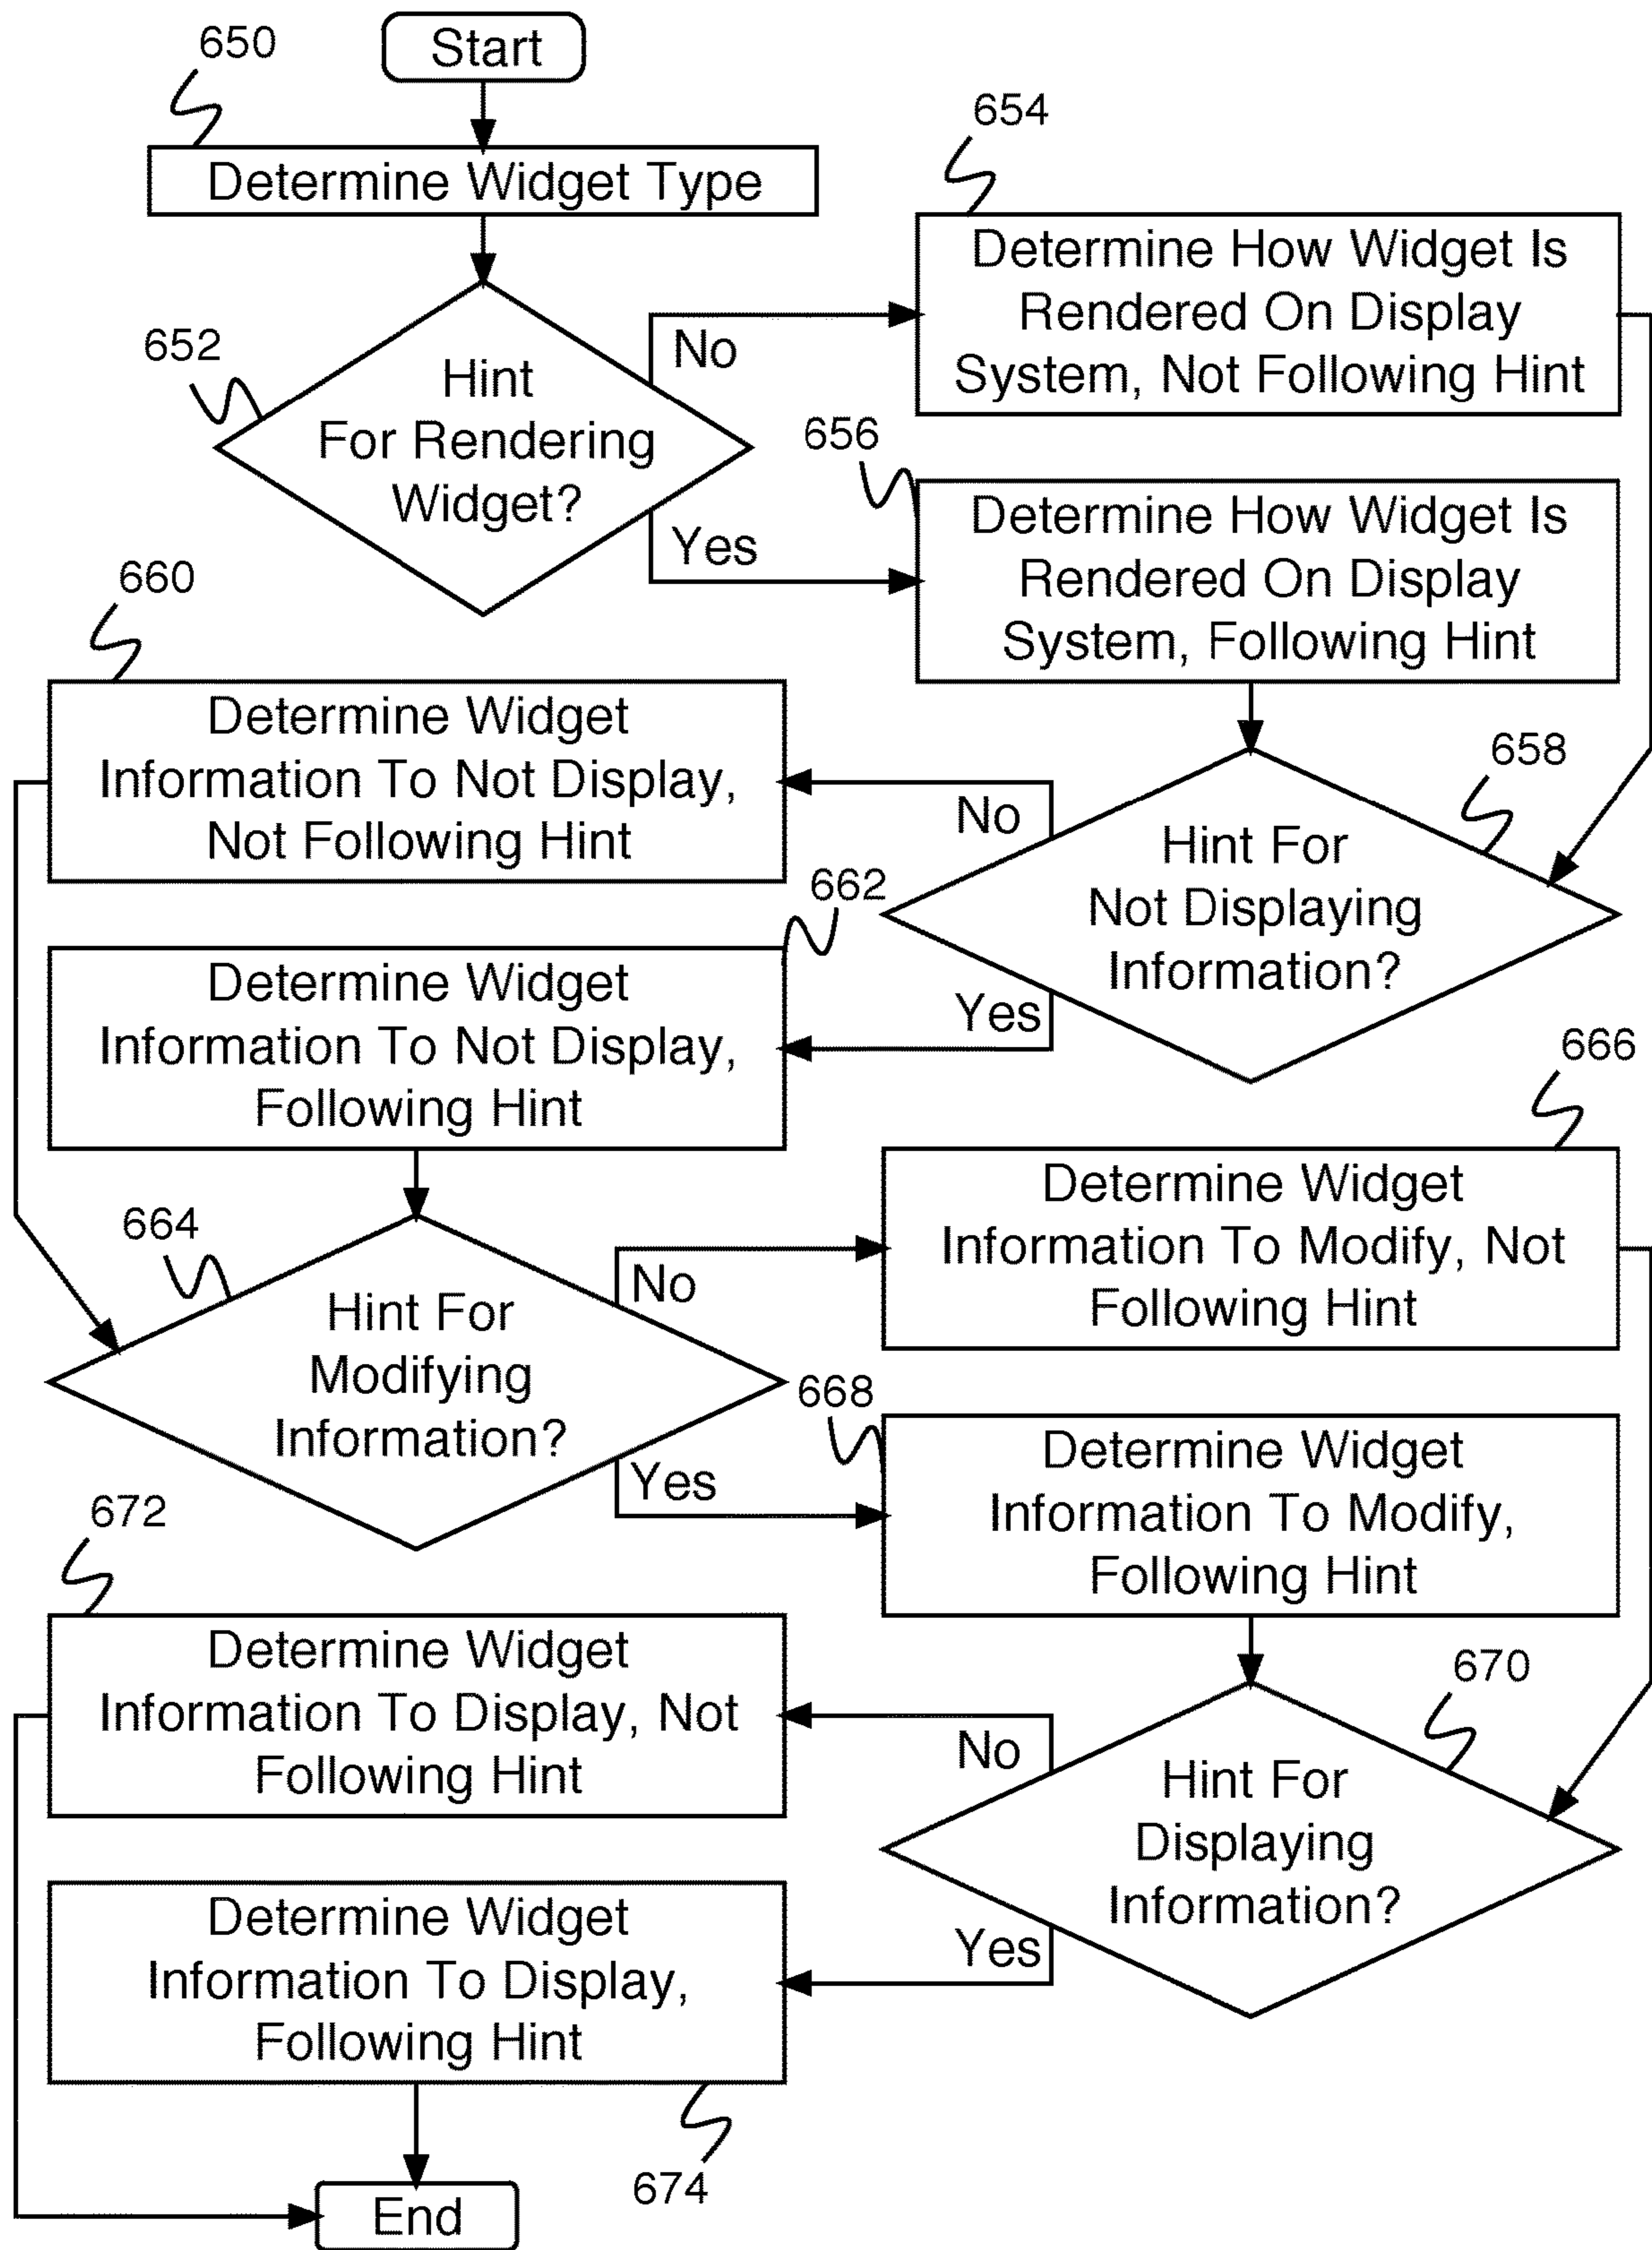 Start
650
Determine Widget Type
654
Determine How Widget Is
Rendered On Display
System, Not Following Hint
652
Hint
For Rendering
Widget?
No
Yes
656
Determine How Widget Is
Rendered On Display
System, Following Hint
660
Determine Widget
Information To Not Display,
Not Following Hint
658
Hint For
Not Displaying
Information?
No
Yes
662
Determine Widget
Information To Not Display,
Following Hint
666
Determine Widget
Information To Modify, Not
Following Hint
664
Hint For
Modifying
Information?
No
Yes
668
Determine Widget
Information To Modify,
Following Hint
672
Determine Widget
Information To Display, Not
Following Hint
670
Hint For
Displaying
Information?
No
Yes
Determine Widget
Information To Display,
Following Hint
674
End